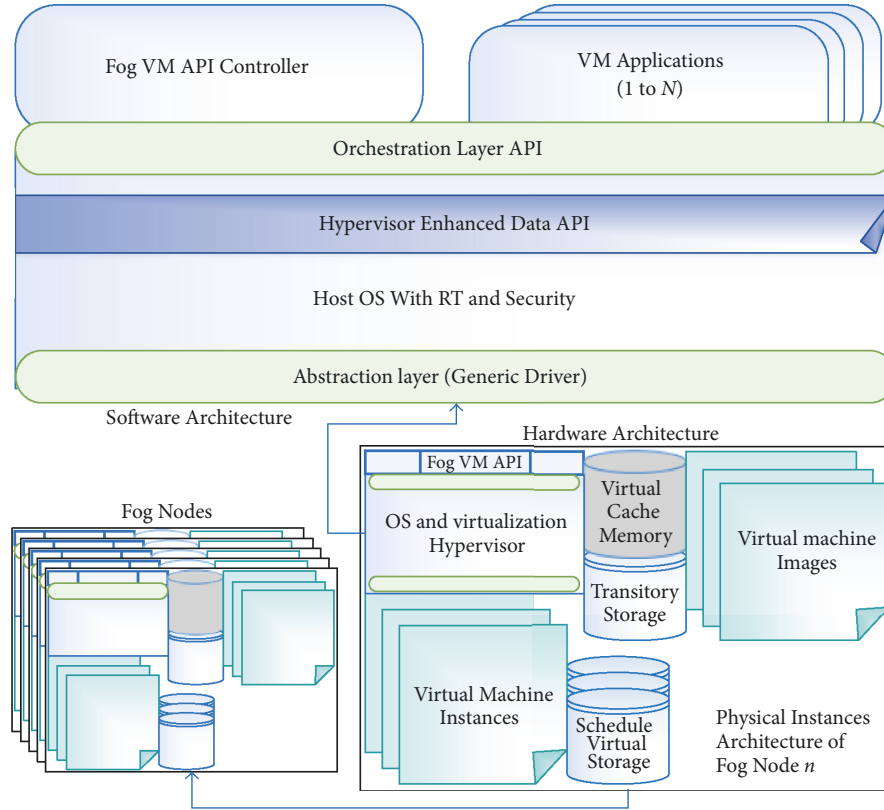 Fog VM API Controller
VM Applications
(1 to N)
Orchestration Layer API
Hypervisor Enhanced Data API
Host OS With RT and Security
Abstraction layer (Generic Driver)
Software Architecture
Hardware Architecture
Fog VM API
OS and virtualization
Hypervisor
Virtual
Cache
Memory
Transitory
Storage
Virtual machine
Images
Fog Nodes
Virtual Machine
Instances
Schedule
Virtual
Storage
Physical Instances
Architecture of
Fog Node n